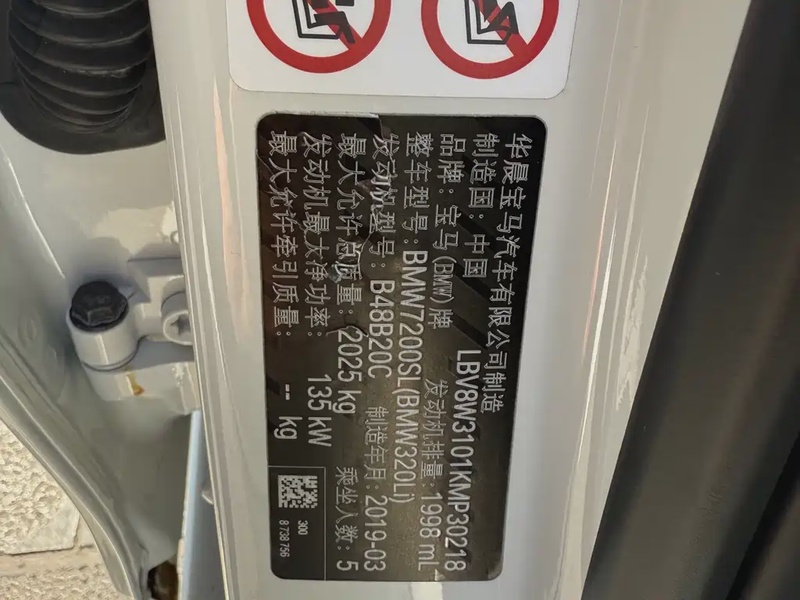 华晨宝马汽车有限公司制造
制造国：中国 LBV8W3101KMP30218
品牌：宝马(BMW)牌 发动机排量：1998 mL
整车型号：BMW7200SL(BMW320Li)
发动机型号：B48B20C 制造年月：2019-03
最大允许总质量：2025 kg 乘坐人数：5
发动机最大净功率：135 kW
最大允许牵引质量：-- kg
300
8 738 756